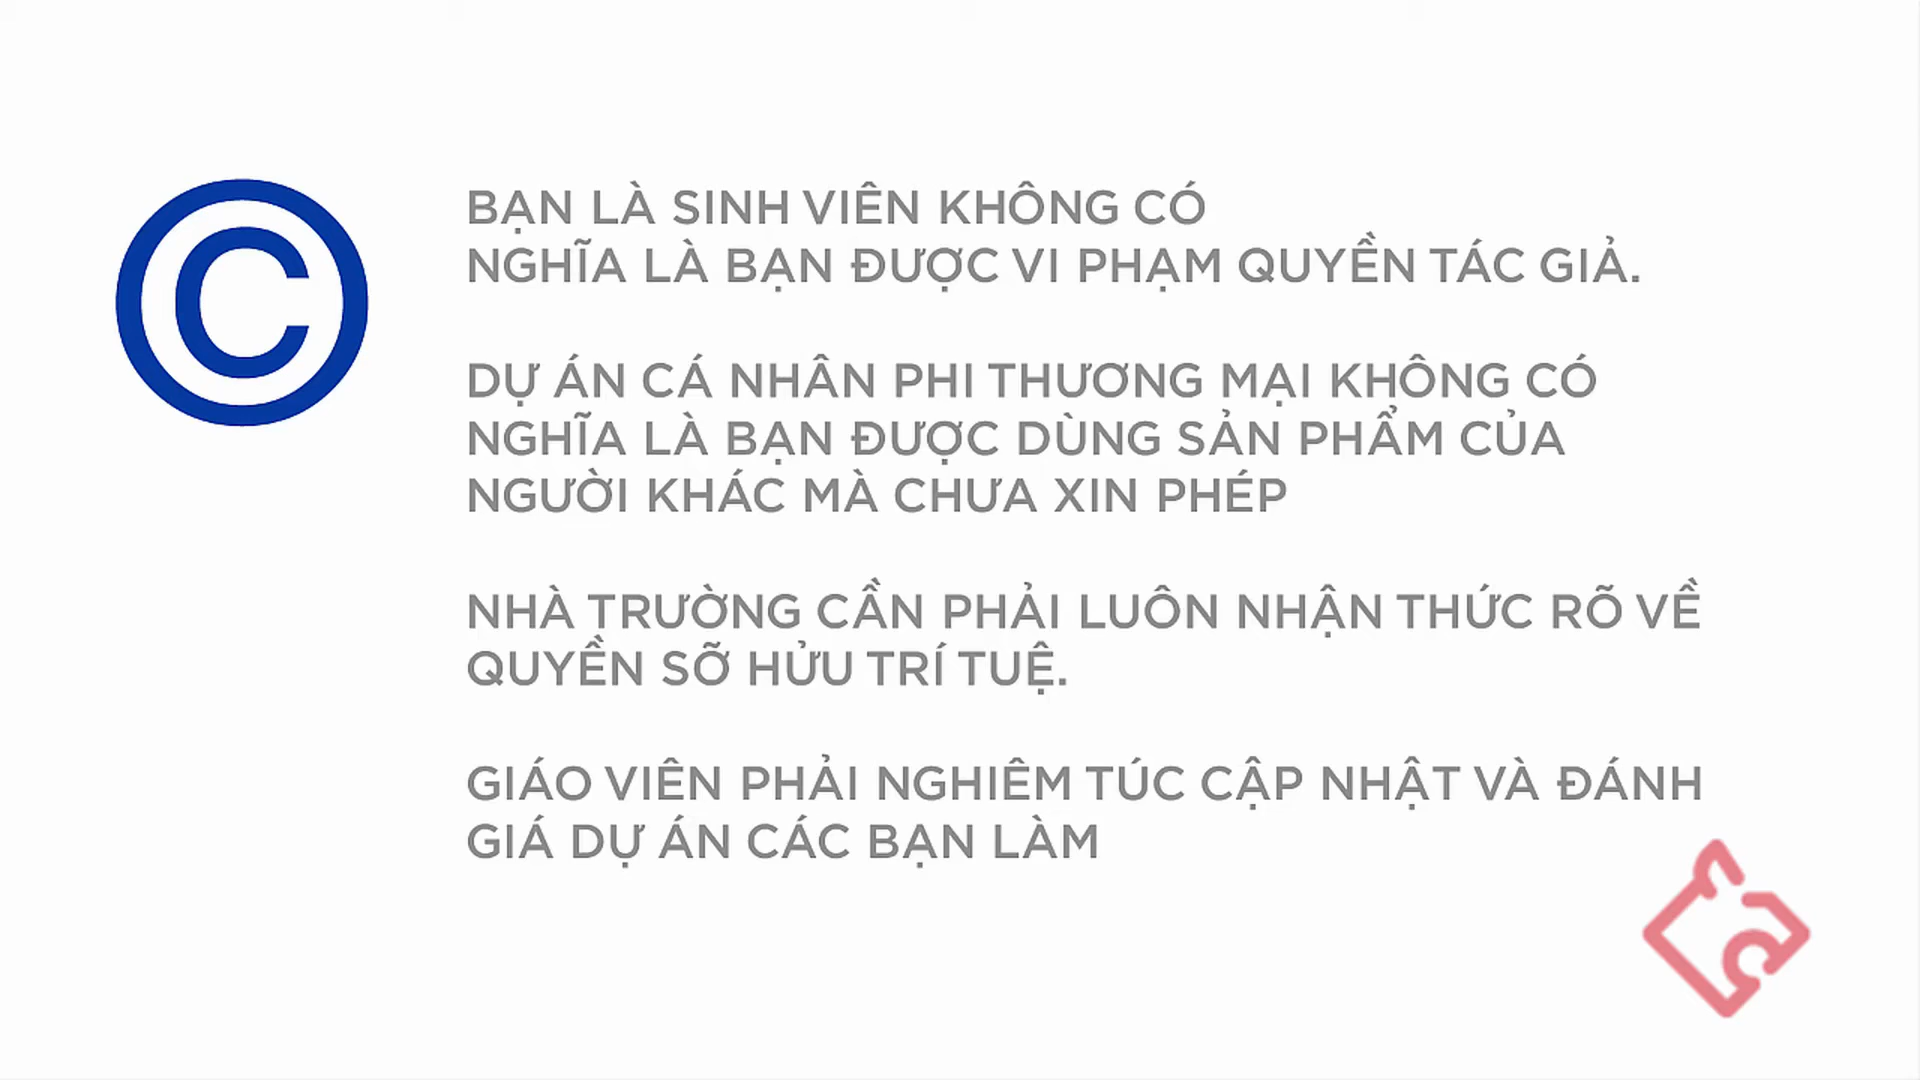 ©
BẠN LÀ SINH VIÊN KHÔNG CÓ
NGHĨA LÀ BẠN ĐƯỢC VI PHẠM QUYỀN TÁC GIẢ.
DỰ ÁN CÁ NHÂN PHI THƯƠNG MẠI KHÔNG CÓ
NGHĨA LÀ BẠN ĐƯỢC DÙNG SẢN PHẨM CỦA
NGƯỜI KHÁC MÀ CHƯA XIN PHÉP
NHÀ TRƯỜNG CẦN PHẢI LUÔN NHẬN THỨC RÕ VỀ
QUYỀN SỠ HỬU TRÍ TUỆ.
GIÁO VIÊN PHẢI NGHIÊM TÚC CẬP NHẬT VÀ ĐÁNH
GIÁ DỰ ÁN CÁC BẠN LÀM